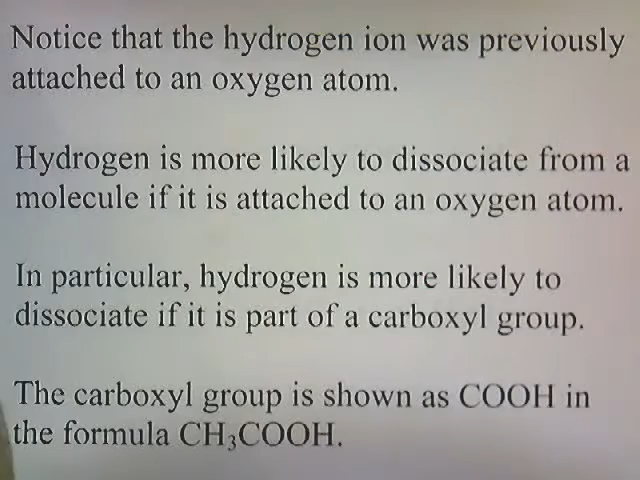 Notice that the hydrogen ion was previously
attached to an oxygen atom.
Hydrogen is more likely to dissociate from a
molecule if it is attached to an oxygen atom.
In particular, hydrogen is more likely to
dissociate if it is part of a carboxyl group.
The carboxyl group is shown as COOH in
the formula CH₃COOH.